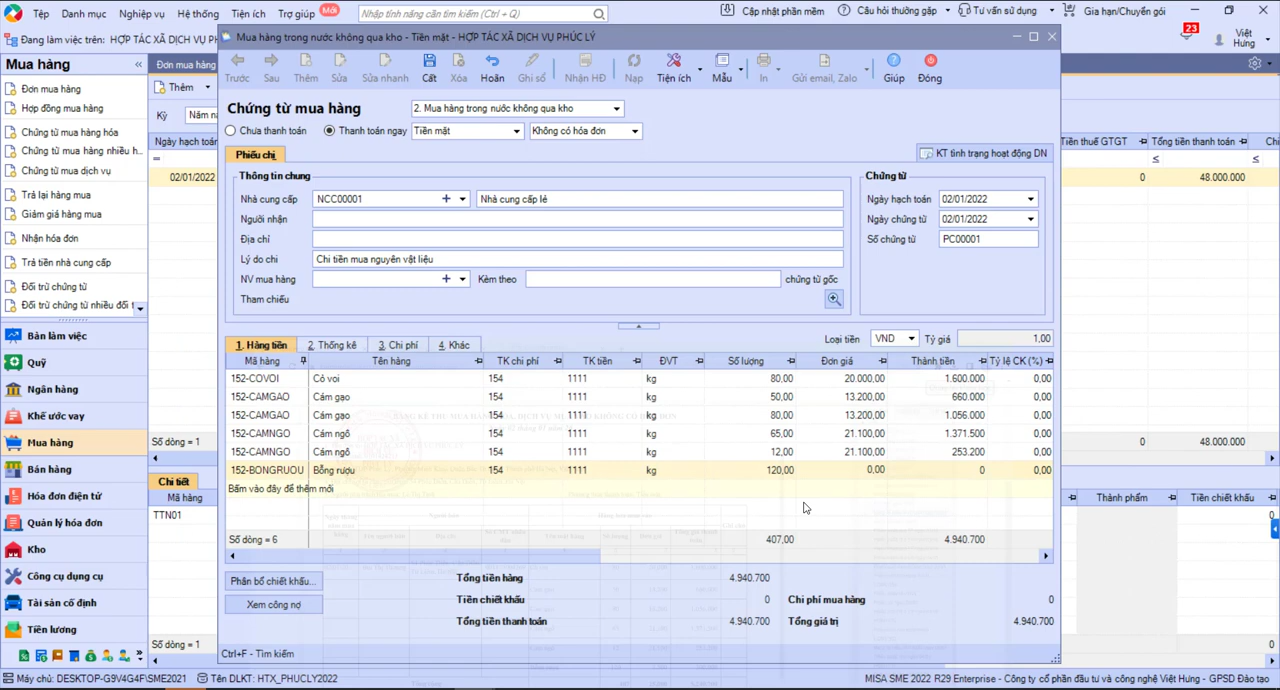 Tệp Danh mục Nghiệp vụ Hệ thống Tiện ích Trợ giúp Mới Nhập tính năng cần tìm kiếm (Ctrl + Q) Cập nhật phần mềm Câu hỏi thường gặp Tư vấn sử dụng Gia hạn/Chuyển gói
Đang làm việc trên: HỢP TÁC XÃ DỊCH VỤ PH
23 Việt Hưng
Mua hàng trong nước không qua kho - Tiền mặt - HỢP TÁC XÃ DỊCH VỤ PHÚC LÝ
Mua hàng «
Đơn mua hàng
Trước Sau Thêm Sửa Sửa nhanh Cất Xóa Hoãn Ghi sổ Nhận HĐ Nạp Tiện ích Mẫu In Gửi email, Zalo Giúp Đóng
Đơn mua hàng
Hợp đồng mua hàng
Chứng từ mua hàng hóa
Chứng từ mua hàng nhiều h...
Chứng từ mua dịch vụ
Trả lại hàng mua
Giảm giá hàng mua
Nhận hóa đơn
Trả tiền nhà cung cấp
Đối trừ chứng từ
Đối trừ chứng từ nhiều đối t
Bàn làm việc
Quỹ
Ngân hàng
Khế ước vay
Mua hàng
Bán hàng
Hóa đơn điện tử
Quản lý hóa đơn
Kho
Công cụ dụng cụ
Tài sản cố định
Tiền lương
Thêm
Kỳ Năm n
Ngày hạch toán
=
02/01/2022
Số dòng = 1
Chi tiết
Mã hàng
TTN01
Số dòng = 1
Chứng từ mua hàng 2. Mua hàng trong nước không qua kho
Chưa thanh toán Thanh toán ngay Tiền mặt Không có hóa đơn
Phiếu chi KT tình trạng hoạt động DN
Thông tin chung
Nhà cung cấp NCC00001 Nhà cung cấp lẻ
Người nhận
Địa chỉ
Lý do chi Chi tiền mua nguyên vật liệu
NV mua hàng Kèm theo chứng từ gốc
Tham chiếu
Chứng từ
Ngày hạch toán 02/01/2022
Ngày chứng từ 02/01/2022
Số chứng từ PC00001
1. Hàng tiền 2. Thống kê 3. Chi phí 4. Khác Loại tiền VND Tỷ giá 1,00
Mã hàng Tên hàng TK chi phí TK tiền ĐVT Số lượng Đơn giá Thành tiền Tỷ lệ CK (%)
152-COVOI Cỏ voi 154 1111 kg 80,00 20.000,00 1.600.000 0,00
152-CAMGAO Cám gạo 154 1111 kg 50,00 13.200,00 660.000 0,00
152-CAMGAO Cám gạo 154 1111 kg 80,00 13.200,00 1.056.000 0,00
152-CAMNGO Cám ngô 154 1111 kg 65,00 21.100,00 1.371.500 0,00
152-CAMNGO Cám ngô 154 1111 kg 12,00 21.100,00 253.200 0,00
152-BONGRUOU Bỗng rượu 154 1111 kg 120,00 0,00 0 0,00
Bấm vào đây để thêm mới
Số dòng = 6 407,00 4.940.700
Phân bổ chiết khấu...
Xem công nợ
Tổng tiền hàng 4.940.700
Tiền chiết khấu 0 Chi phí mua hàng 0
Tổng tiền thanh toán 4.940.700 Tổng giá trị 4.940.700
Ctrl+F - Tìm kiếm
Tiền thuế GTGT Tổng tiền thanh toán Chi
≤ ≤
0 48.000.000
0 48.000.000
Thành phẩm Tiền chiết khấu
0
0
Máy chủ: DESKTOP-G9V4G4F\SME2021 Tên DLKT: HTX_PHUCLY2022 MISA SME 2022 R29 Enterprise - Công ty cổ phần đầu tư và công nghệ Việt Hưng - GPSD Đào tạo